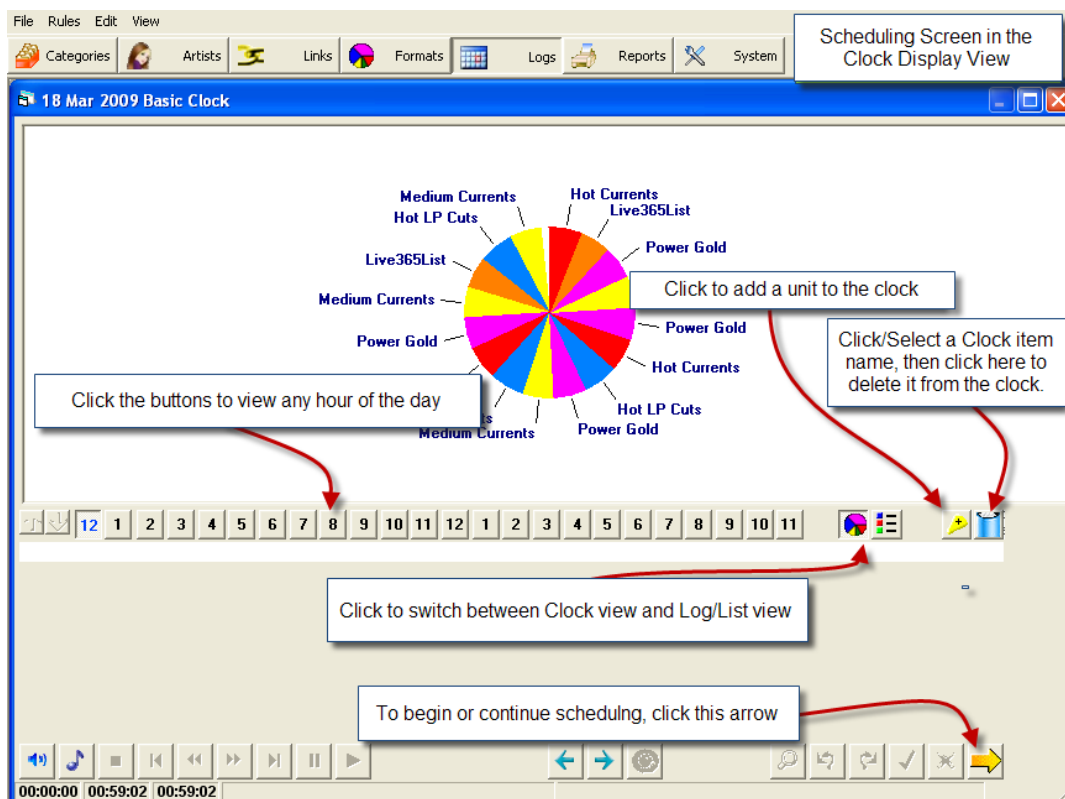 File Rules Edit View
Categories Artists Links Formats Logs Reports System
Scheduling Screen in the
Clock Display View
18 Mar 2009 Basic Clock
Medium Currents
Hot Currents
Hot LP Cuts
Live365List
Power Gold
Live365List
Medium Currents
Click to add a unit to the clock
Power Gold
Power Gold
Hot Currents
Click/Select a Clock item
name, then click here to
delete it from the clock.
Click the buttons to view any hour of the day
Hot LP Cuts
Medium Currents
Power Gold
12 1 2 3 4 5 6 7 8 9 10 11 12 1 2 3 4 5 6 7 8 9 10 11
Click to switch between Clock view and Log/List view
To begin or continue schedulng, click this arrow
00:00:00 00:59:02 00:59:02